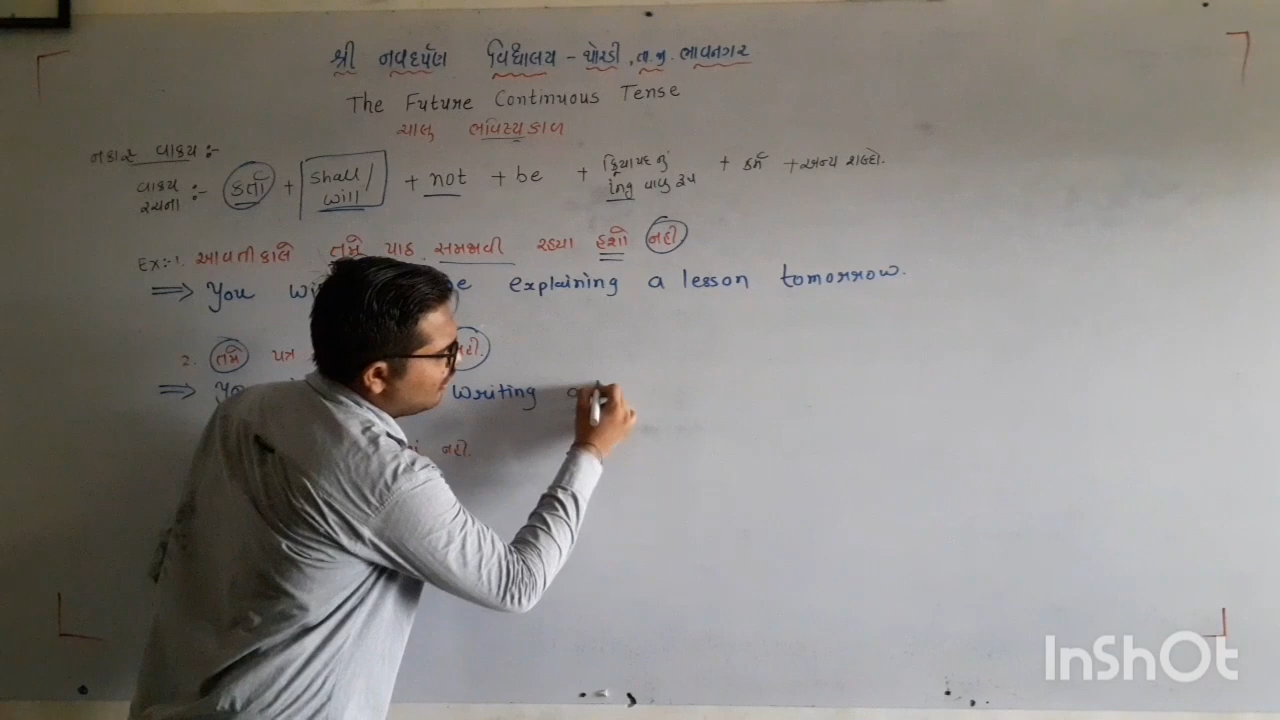 શ્રી નવદર્પણ વિદ્યાલય - થોરડી, તા.જી. ભાવનગર
The Future Continuous Tense
ચાલુ ભવિષ્યકાળ
નકાર વાક્ય :-
વાક્ય રચના :- કર્તા + shall / will + not + be + ક્રિયાપદનું ing વાળુ રૂપ + કર્મ + અન્ય શબ્દો.
Ex:-1. આવતીકાલે તમે પાઠ સમજાવી રહ્યા હશો નહી
⇒ You explaining a lesson tomorrow.
2. તમે પત્ર
⇒ writing a
નહી.
InShOt